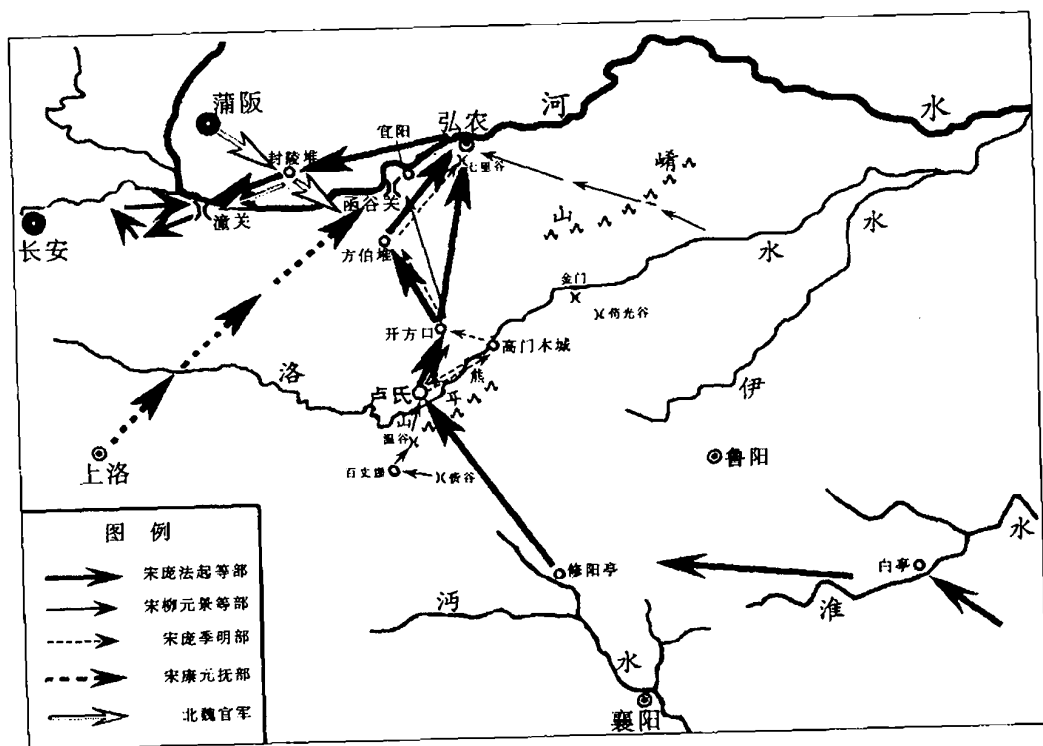 蒲阪
宜阳
弘农
河
水
封陵堆
七里谷
崤
山
潼关
函谷关
长安
方伯堆
水
水
金门
开方口
高门木城
洛
熊
耳
山
卢氏
伊
上洛
温谷
鲁阳
修阳亭
白亭
水
沔
淮
水
襄阳
图 例
宋庞法起等部
宋柳元景等部
宋庞季明部
宋康元抚部
北魏官军